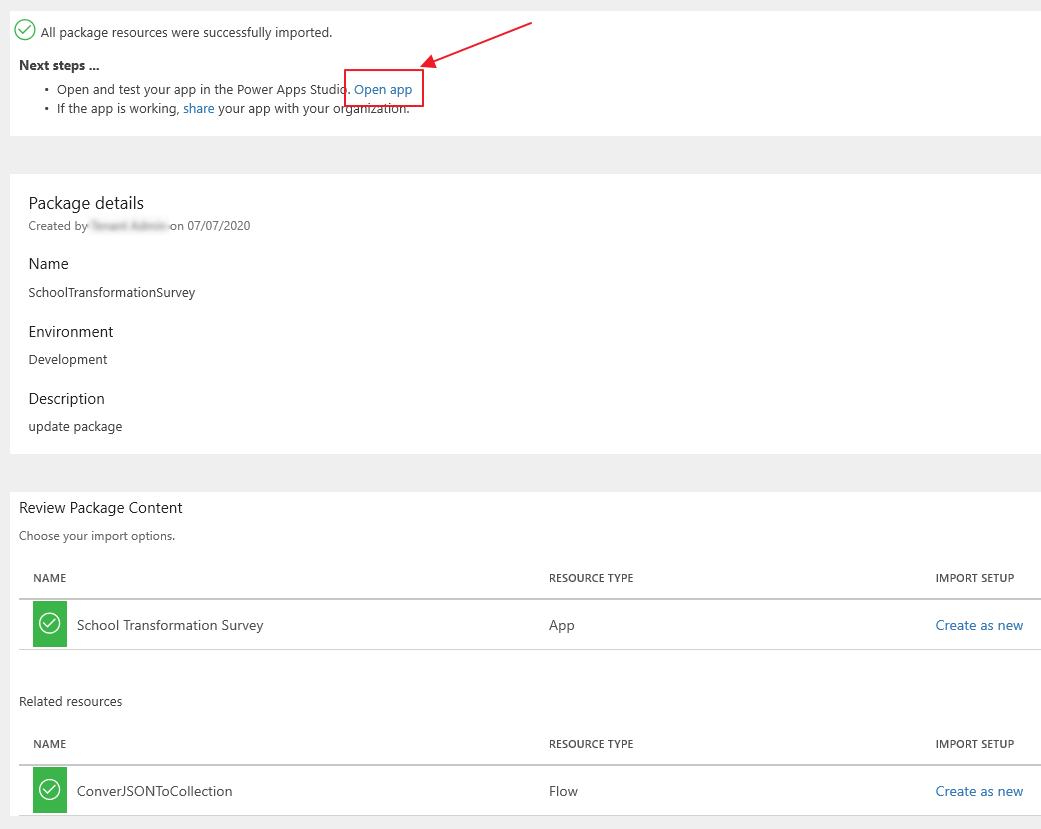 All package resources were successfully imported.
Next steps ...
• Open and test your app in the Power Apps Studio. Open app
• If the app is working, share your app with your organization.
Package details
Created by on 07/07/2020
Name
SchoolTransformationSurvey
Environment
Development
Description
update package
Review Package Content
Choose your import options.
NAME RESOURCE TYPE IMPORT SETUP
School Transformation Survey App Create as new
Related resources
NAME RESOURCE TYPE IMPORT SETUP
ConverJSONToCollection Flow Create as new